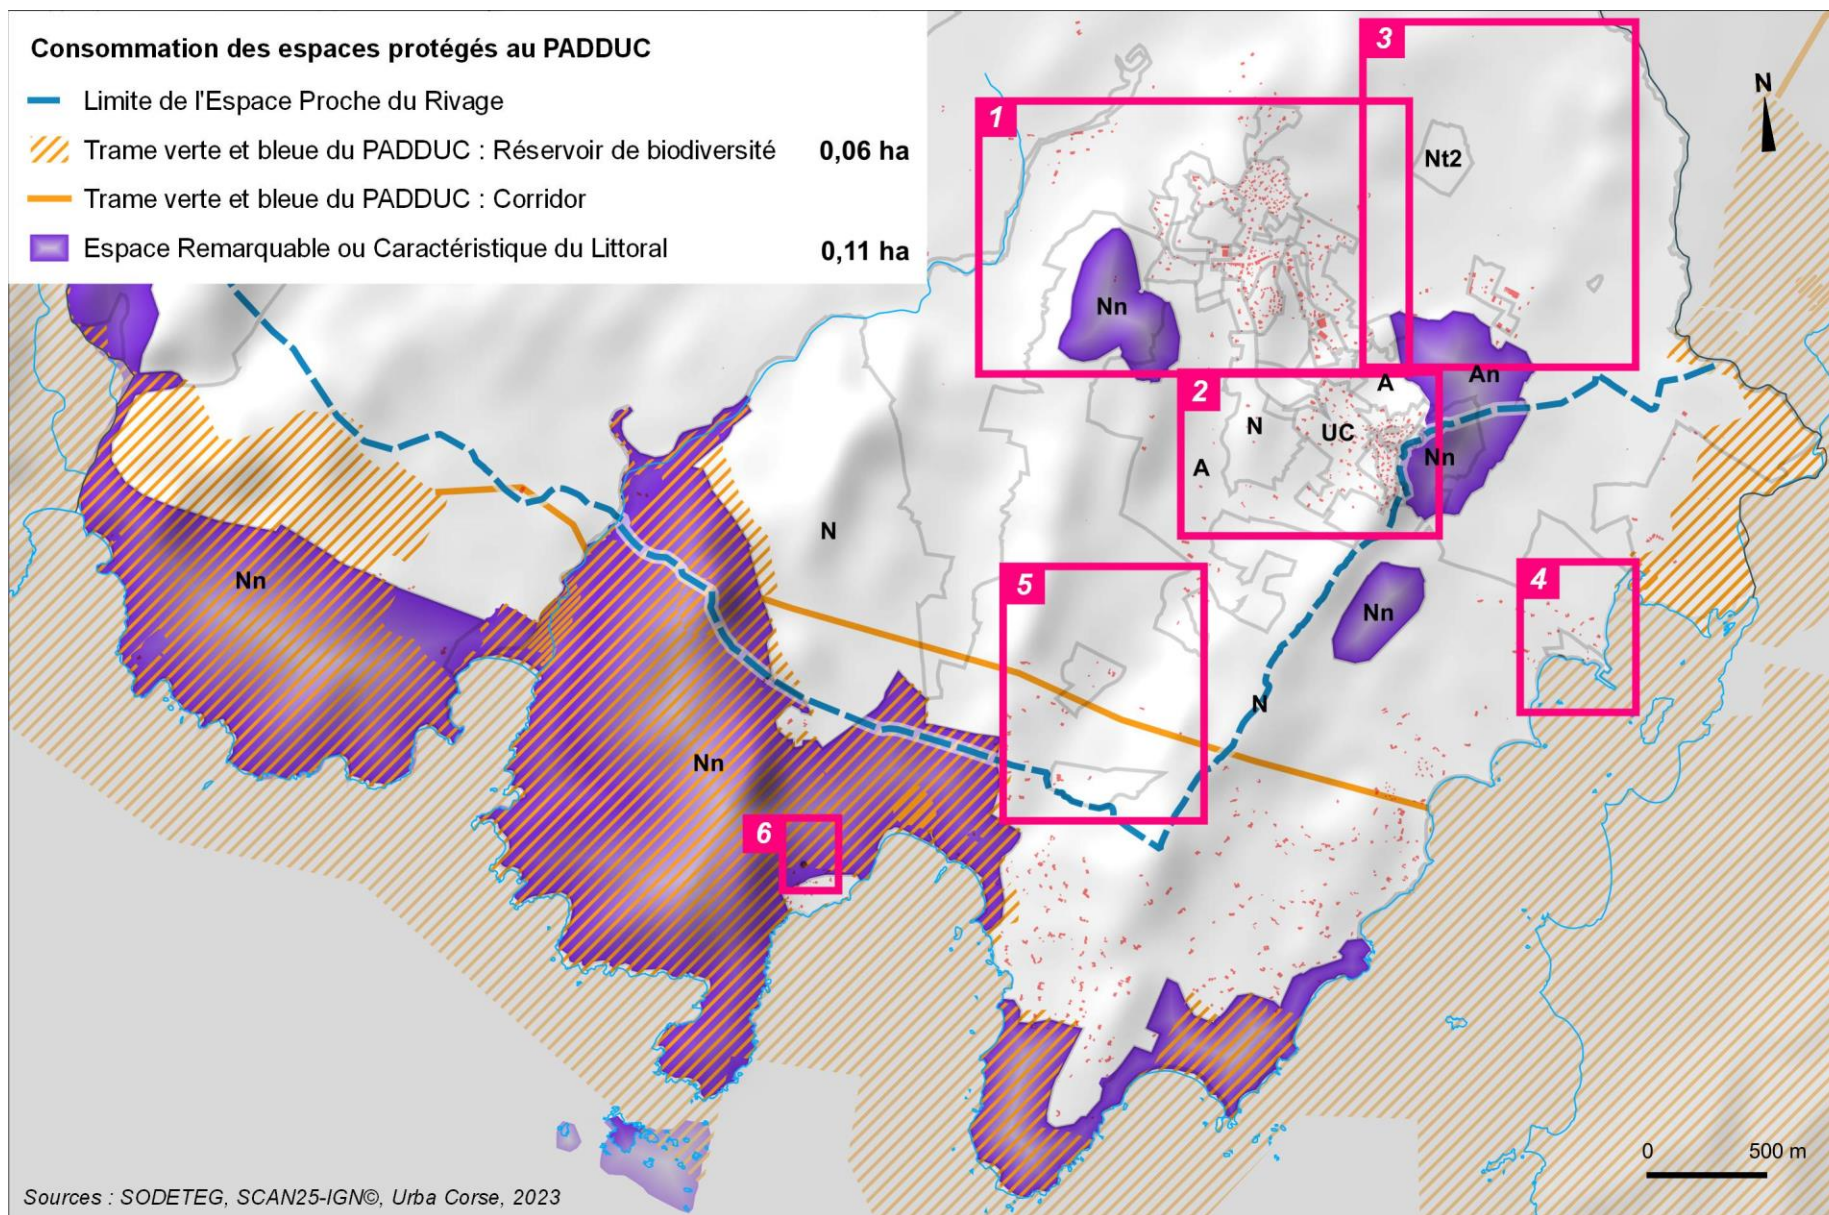 Consommation des espaces protégés au PADDUC
Limite de l'Espace Proche du Rivage
Trame verte et bleue du PADDUC : Réservoir de biodiversité 0,06 ha
Trame verte et bleue du PADDUC : Corridor
Espace Remarquable ou Caractéristique du Littoral 0,11 ha
3
N
1
Nt2
Nn
An
A
2
N
UC
A
Nn
N
5
4
Nn
Nn
N
Nn
6
0 500 m
Sources : SODETEG, SCAN25-IGN©, Urba Corse, 2023